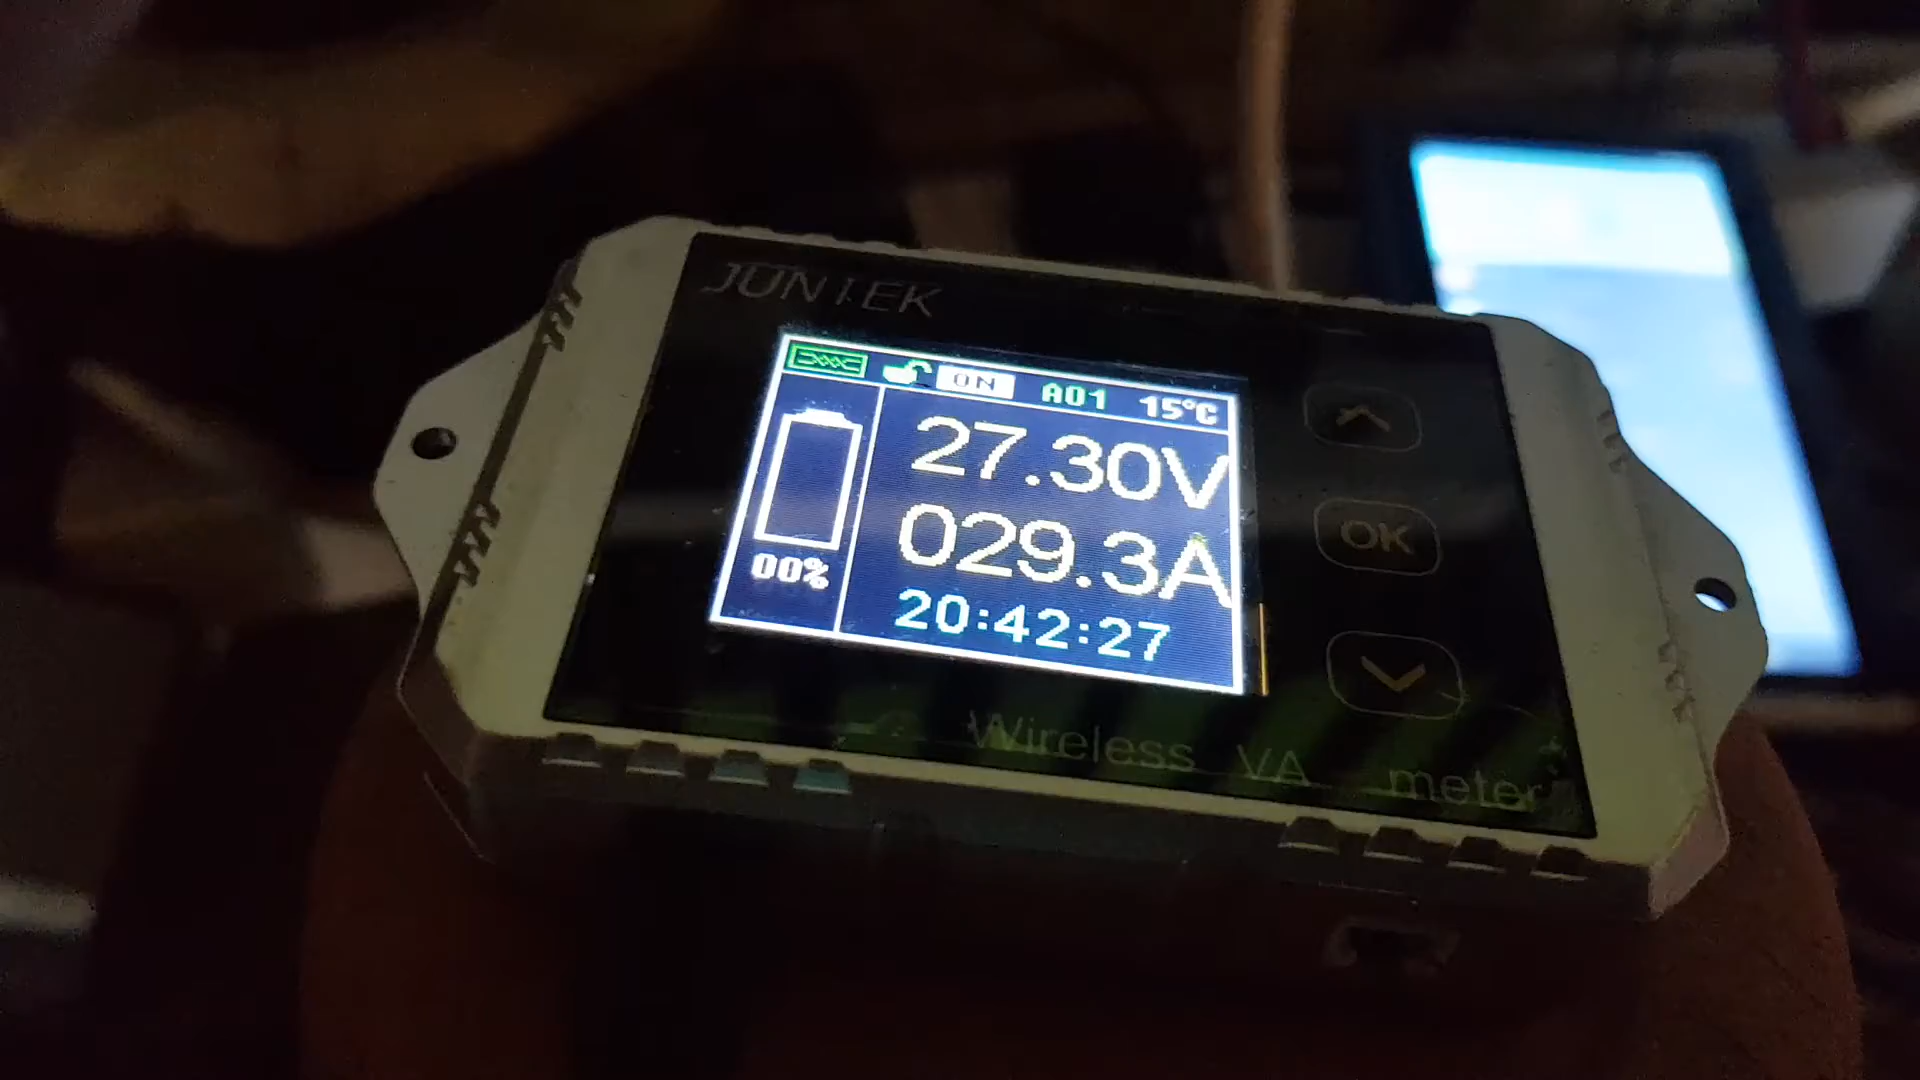 JUNTEK
ON A01 15°C
27.30V
029.3A
00%
20:42:27
OK
Wireless VA meter